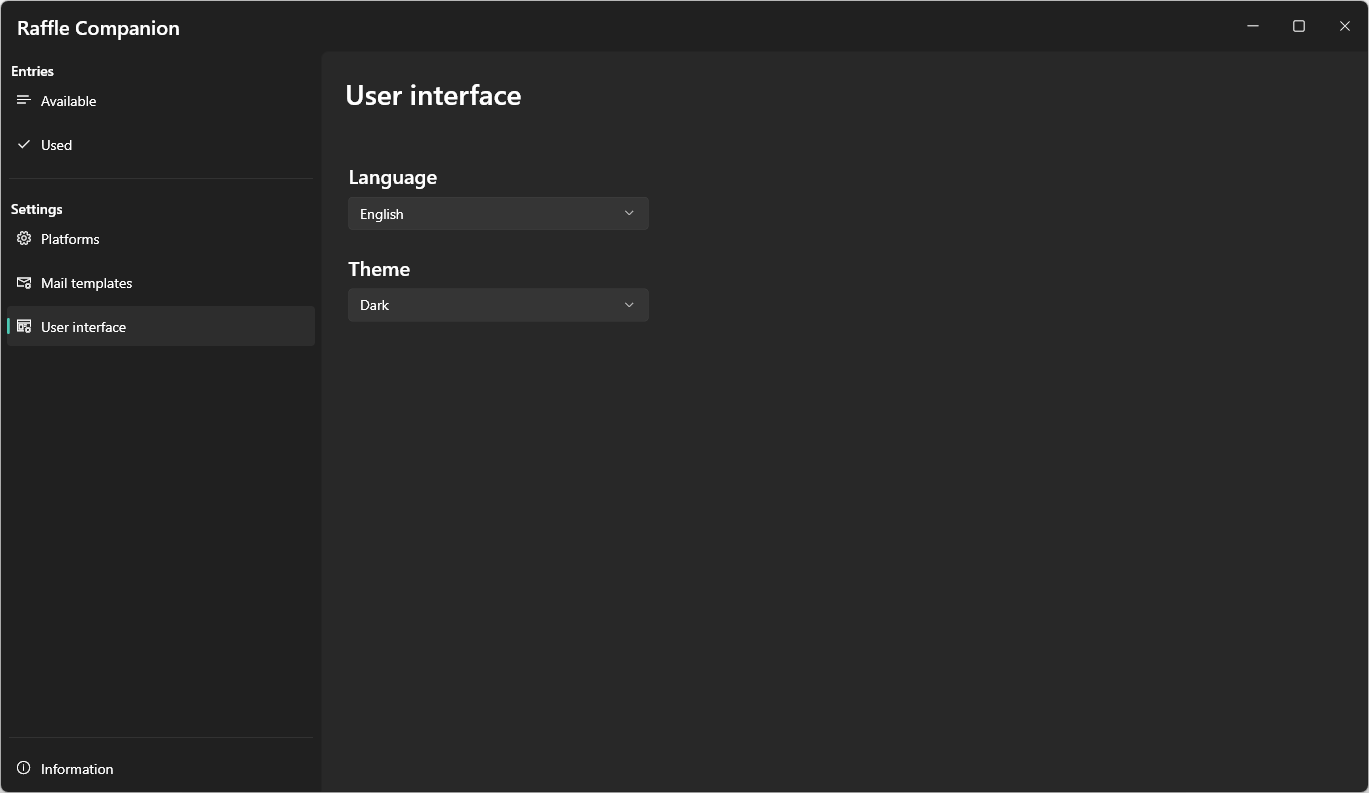 Raffle Companion
Entries
Available
Used
Settings
Platforms
Mail templates
User interface
Information
User interface
Language
English
Theme
Dark